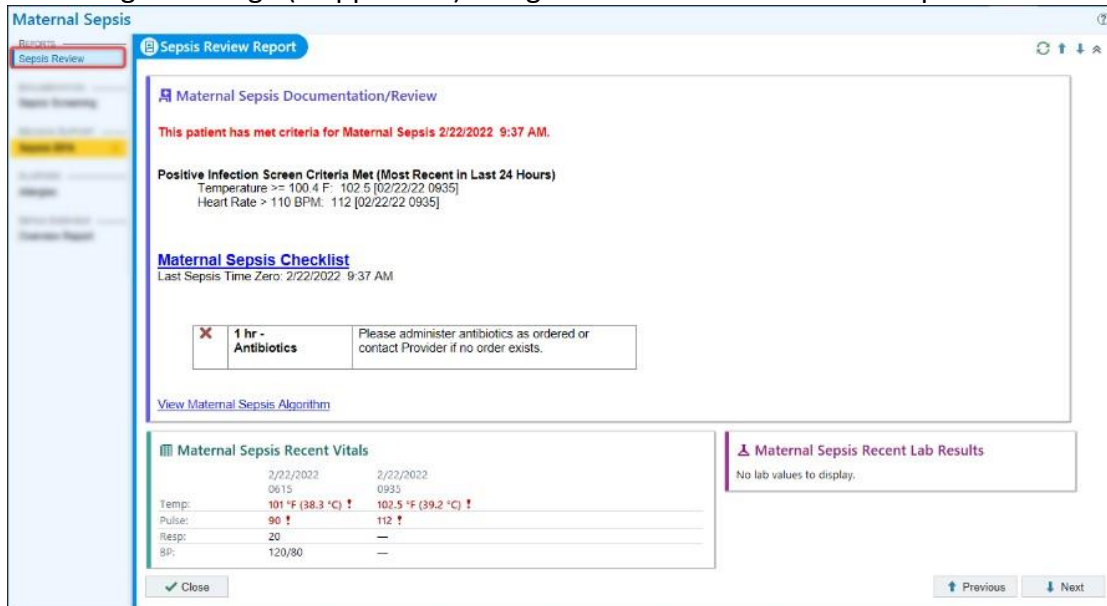 Maternal Sepsis
REPORTS
Sepsis Review
Sepsis Review Report
Maternal Sepsis Documentation/Review
This patient has met criteria for Maternal Sepsis 2/22/2022 9:37 AM.
Positive Infection Screen Criteria Met (Most Recent in Last 24 Hours)
Temperature >= 100.4 F: 102.5 [02/22/22 0935]
Heart Rate > 110 BPM: 112 [02/22/22 0935]
Maternal Sepsis Checklist
Last Sepsis Time Zero: 2/22/2022 9:37 AM
1 hr - Please administer antibiotics as ordered or
Antibiotics contact Provider if no order exists.
View Maternal Sepsis Algorithm
Maternal Sepsis Recent Vitals
2/22/2022 2/22/2022
0615 0935
Temp: 101 °F (38.3 °C) ! 102.5 °F (39.2 °C) !
Pulse: 90 ! 112 !
Resp: 20 —
BP: 120/80 —
Maternal Sepsis Recent Lab Results
No lab values to display.
Close
Previous
Next